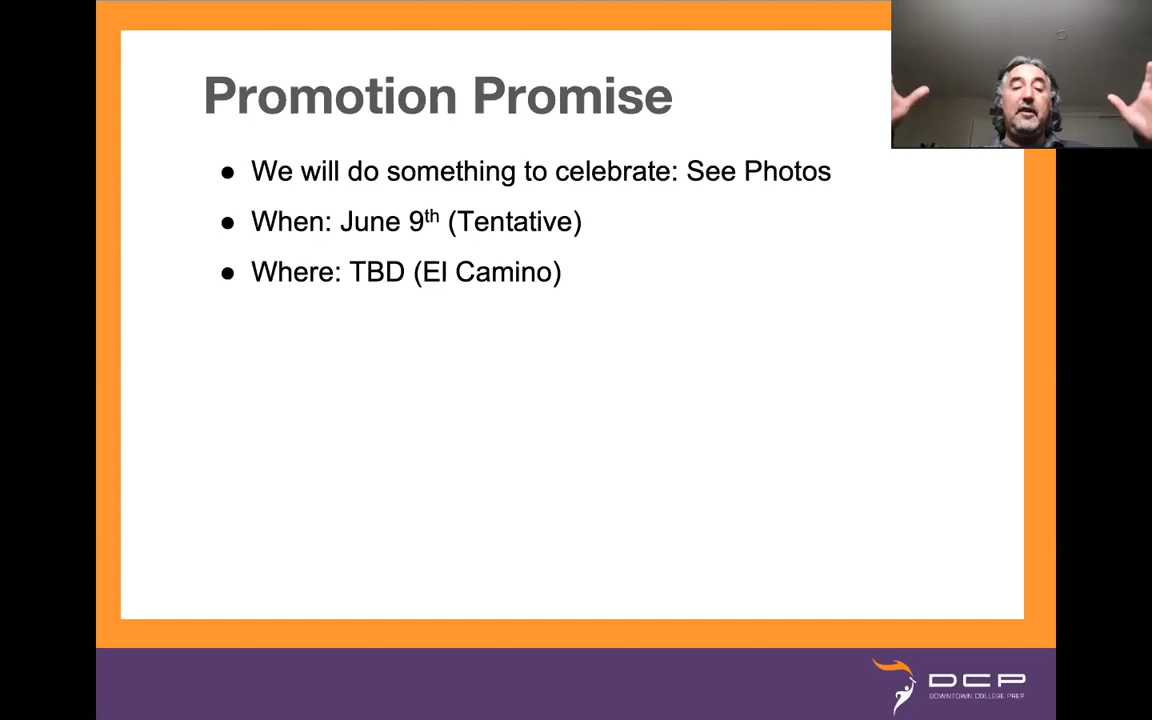 Promotion Promise
● We will do something to celebrate: See Photos
● When: June 9th (Tentative)
● Where: TBD (El Camino)
DCP
DOWNTOWN COLLEGE PREP